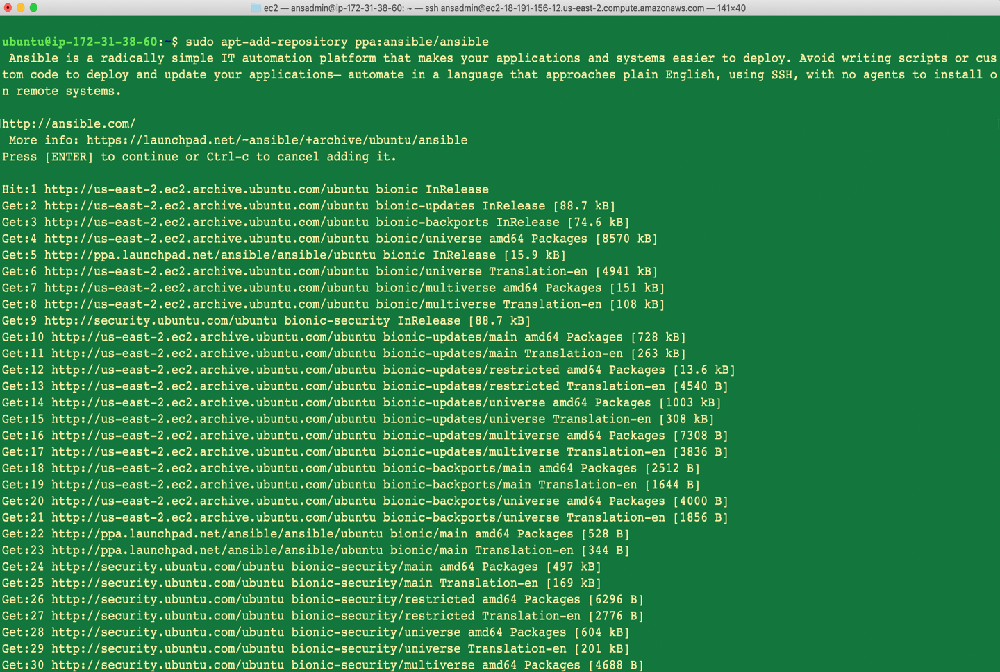 ec2 — ansadmin@ip-172-31-38-60: ~ — ssh ansadmin@ec2-18-191-156-12.us-east-2.compute.amazonaws.com — 141×40
ubuntu@ip-172-31-38-60:~$ sudo apt-add-repository ppa:ansible/ansible
 Ansible is a radically simple IT automation platform that makes your applications and systems easier to deploy. Avoid writing scripts or cus
tom code to deploy and update your applications— automate in a language that approaches plain English, using SSH, with no agents to install o
n remote systems.
http://ansible.com/
 More info: https://launchpad.net/~ansible/+archive/ubuntu/ansible
Press [ENTER] to continue or Ctrl-c to cancel adding it.
Hit:1 http://us-east-2.ec2.archive.ubuntu.com/ubuntu bionic InRelease
Get:2 http://us-east-2.ec2.archive.ubuntu.com/ubuntu bionic-updates InRelease [88.7 kB]
Get:3 http://us-east-2.ec2.archive.ubuntu.com/ubuntu bionic-backports InRelease [74.6 kB]
Get:4 http://us-east-2.ec2.archive.ubuntu.com/ubuntu bionic/universe amd64 Packages [8570 kB]
Get:5 http://ppa.launchpad.net/ansible/ansible/ubuntu bionic InRelease [15.9 kB]
Get:6 http://us-east-2.ec2.archive.ubuntu.com/ubuntu bionic/universe Translation-en [4941 kB]
Get:7 http://us-east-2.ec2.archive.ubuntu.com/ubuntu bionic/multiverse amd64 Packages [151 kB]
Get:8 http://us-east-2.ec2.archive.ubuntu.com/ubuntu bionic/multiverse Translation-en [108 kB]
Get:9 http://security.ubuntu.com/ubuntu bionic-security InRelease [88.7 kB]
Get:10 http://us-east-2.ec2.archive.ubuntu.com/ubuntu bionic-updates/main amd64 Packages [728 kB]
Get:11 http://us-east-2.ec2.archive.ubuntu.com/ubuntu bionic-updates/main Translation-en [263 kB]
Get:12 http://us-east-2.ec2.archive.ubuntu.com/ubuntu bionic-updates/restricted amd64 Packages [13.6 kB]
Get:13 http://us-east-2.ec2.archive.ubuntu.com/ubuntu bionic-updates/restricted Translation-en [4540 B]
Get:14 http://us-east-2.ec2.archive.ubuntu.com/ubuntu bionic-updates/universe amd64 Packages [1003 kB]
Get:15 http://us-east-2.ec2.archive.ubuntu.com/ubuntu bionic-updates/universe Translation-en [308 kB]
Get:16 http://us-east-2.ec2.archive.ubuntu.com/ubuntu bionic-updates/multiverse amd64 Packages [7308 B]
Get:17 http://us-east-2.ec2.archive.ubuntu.com/ubuntu bionic-updates/multiverse Translation-en [3836 B]
Get:18 http://us-east-2.ec2.archive.ubuntu.com/ubuntu bionic-backports/main amd64 Packages [2512 B]
Get:19 http://us-east-2.ec2.archive.ubuntu.com/ubuntu bionic-backports/main Translation-en [1644 B]
Get:20 http://us-east-2.ec2.archive.ubuntu.com/ubuntu bionic-backports/universe amd64 Packages [4000 B]
Get:21 http://us-east-2.ec2.archive.ubuntu.com/ubuntu bionic-backports/universe Translation-en [1856 B]
Get:22 http://ppa.launchpad.net/ansible/ansible/ubuntu bionic/main amd64 Packages [528 B]
Get:23 http://ppa.launchpad.net/ansible/ansible/ubuntu bionic/main Translation-en [344 B]
Get:24 http://security.ubuntu.com/ubuntu bionic-security/main amd64 Packages [497 kB]
Get:25 http://security.ubuntu.com/ubuntu bionic-security/main Translation-en [169 kB]
Get:26 http://security.ubuntu.com/ubuntu bionic-security/restricted amd64 Packages [6296 B]
Get:27 http://security.ubuntu.com/ubuntu bionic-security/restricted Translation-en [2776 B]
Get:28 http://security.ubuntu.com/ubuntu bionic-security/universe amd64 Packages [604 kB]
Get:29 http://security.ubuntu.com/ubuntu bionic-security/universe Translation-en [201 kB]
Get:30 http://security.ubuntu.com/ubuntu bionic-security/multiverse amd64 Packages [4688 B]